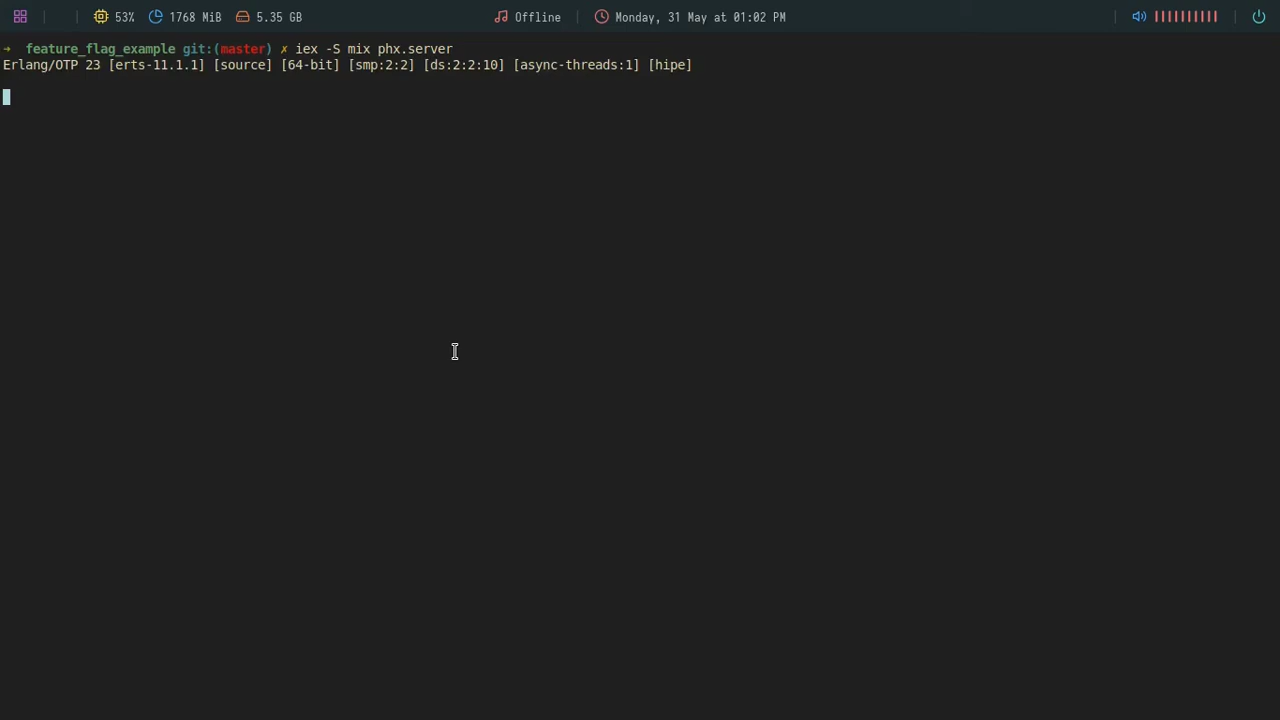 53% 1768 MiB 5.35 GB Offline Monday, 31 May at 01:02 PM
➜ feature_flag_example git:(master) ✗ iex -S mix phx.server
Erlang/OTP 23 [erts-11.1.1] [source] [64-bit] [smp:2:2] [ds:2:2:10] [async-threads:1] [hipe]